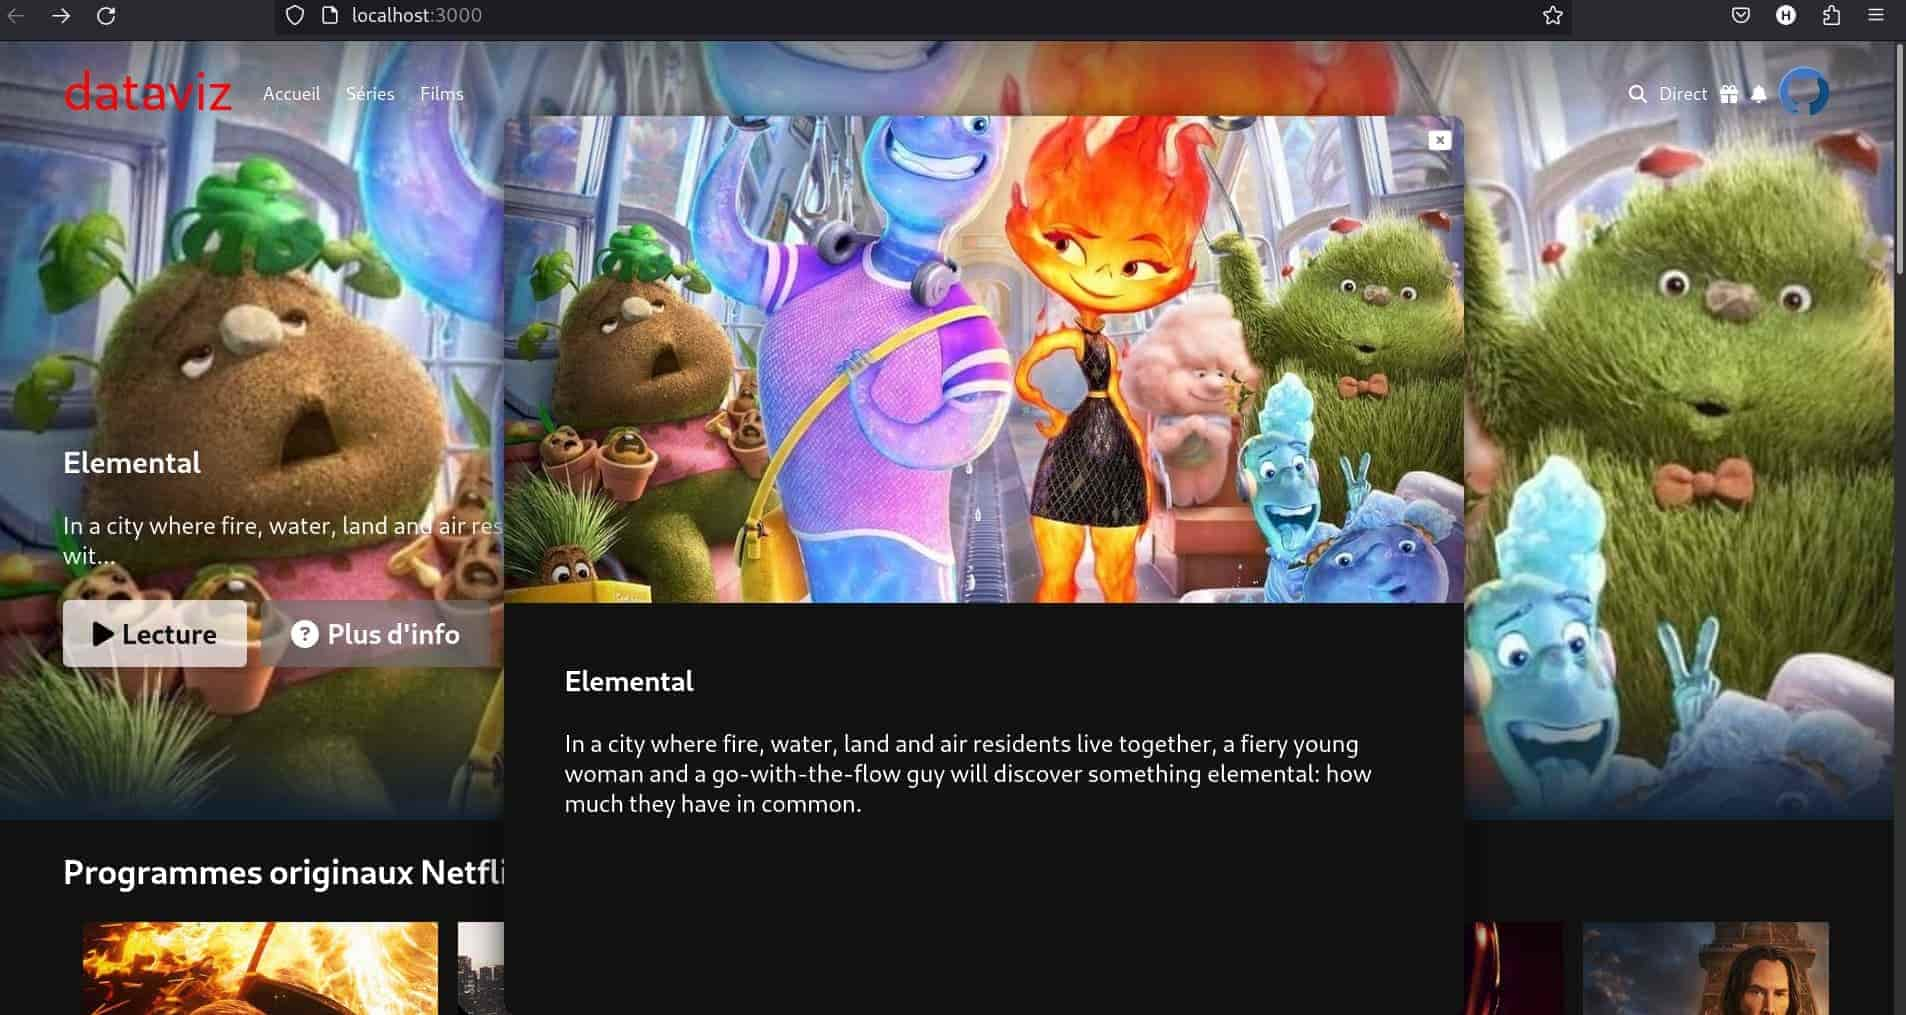 localhost:3000
dataviz Accueil Séries Films Direct
Elemental
In a city where fire, water, land and air res
wit...
Lecture Plus d'info
Elemental
In a city where fire, water, land and air residents live together, a fiery young
woman and a go-with-the-flow guy will discover something elemental: how
much they have in common.
Programmes originaux Netfli